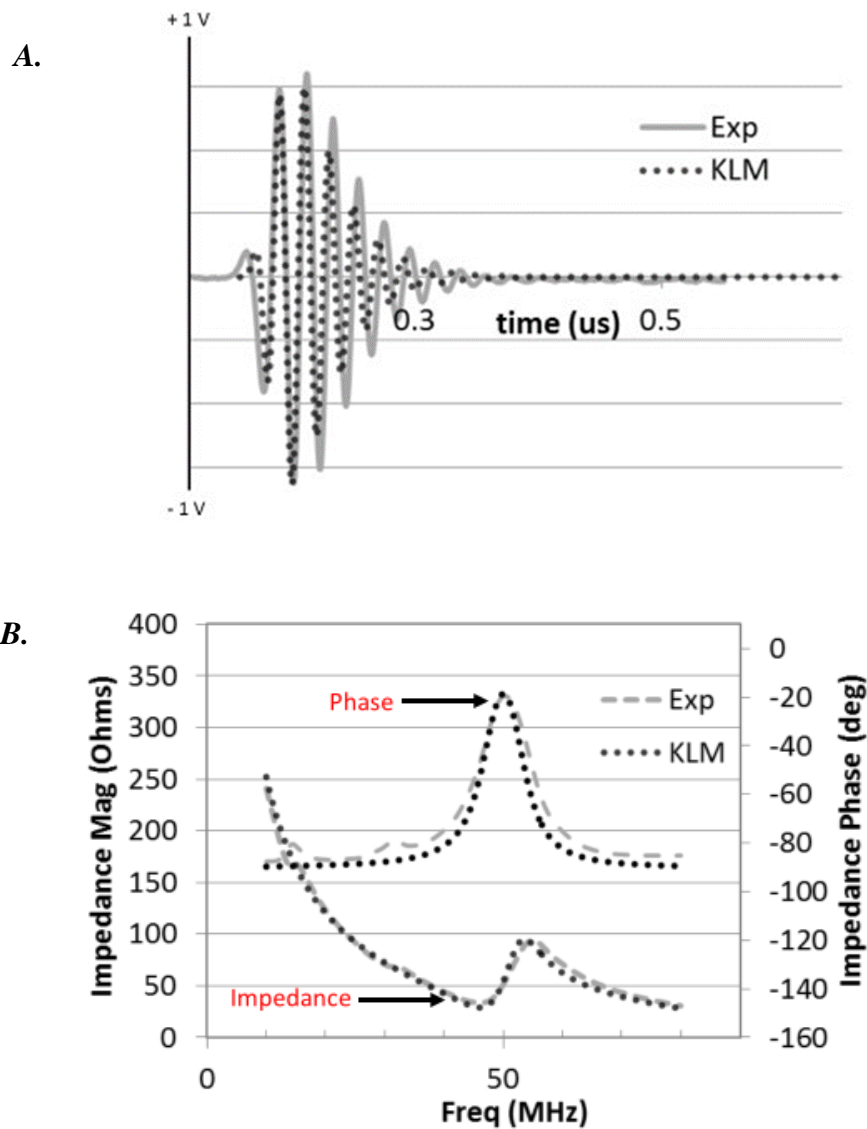 + 1 V
A.
Exp
KLM
0.3 time (us) 0.5
- 1 V
B.
400
350
300
250
200
150
100
50
0
Impedance Mag (Ohms)
0
-20
-40
-60
-80
-100
-120
-140
-160
Impedance Phase (deg)
Phase
Exp
KLM
Impedance
0 50
Freq (MHz)